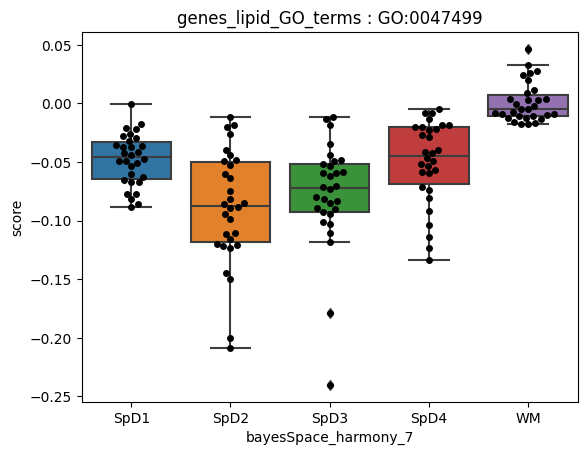 genes_lipid_GO_terms : GO:0047499
0.05
0.00
−0.05
−0.10
−0.15
−0.20
−0.25
score
SpD1 SpD2 SpD3 SpD4 WM
bayesSpace_harmony_7